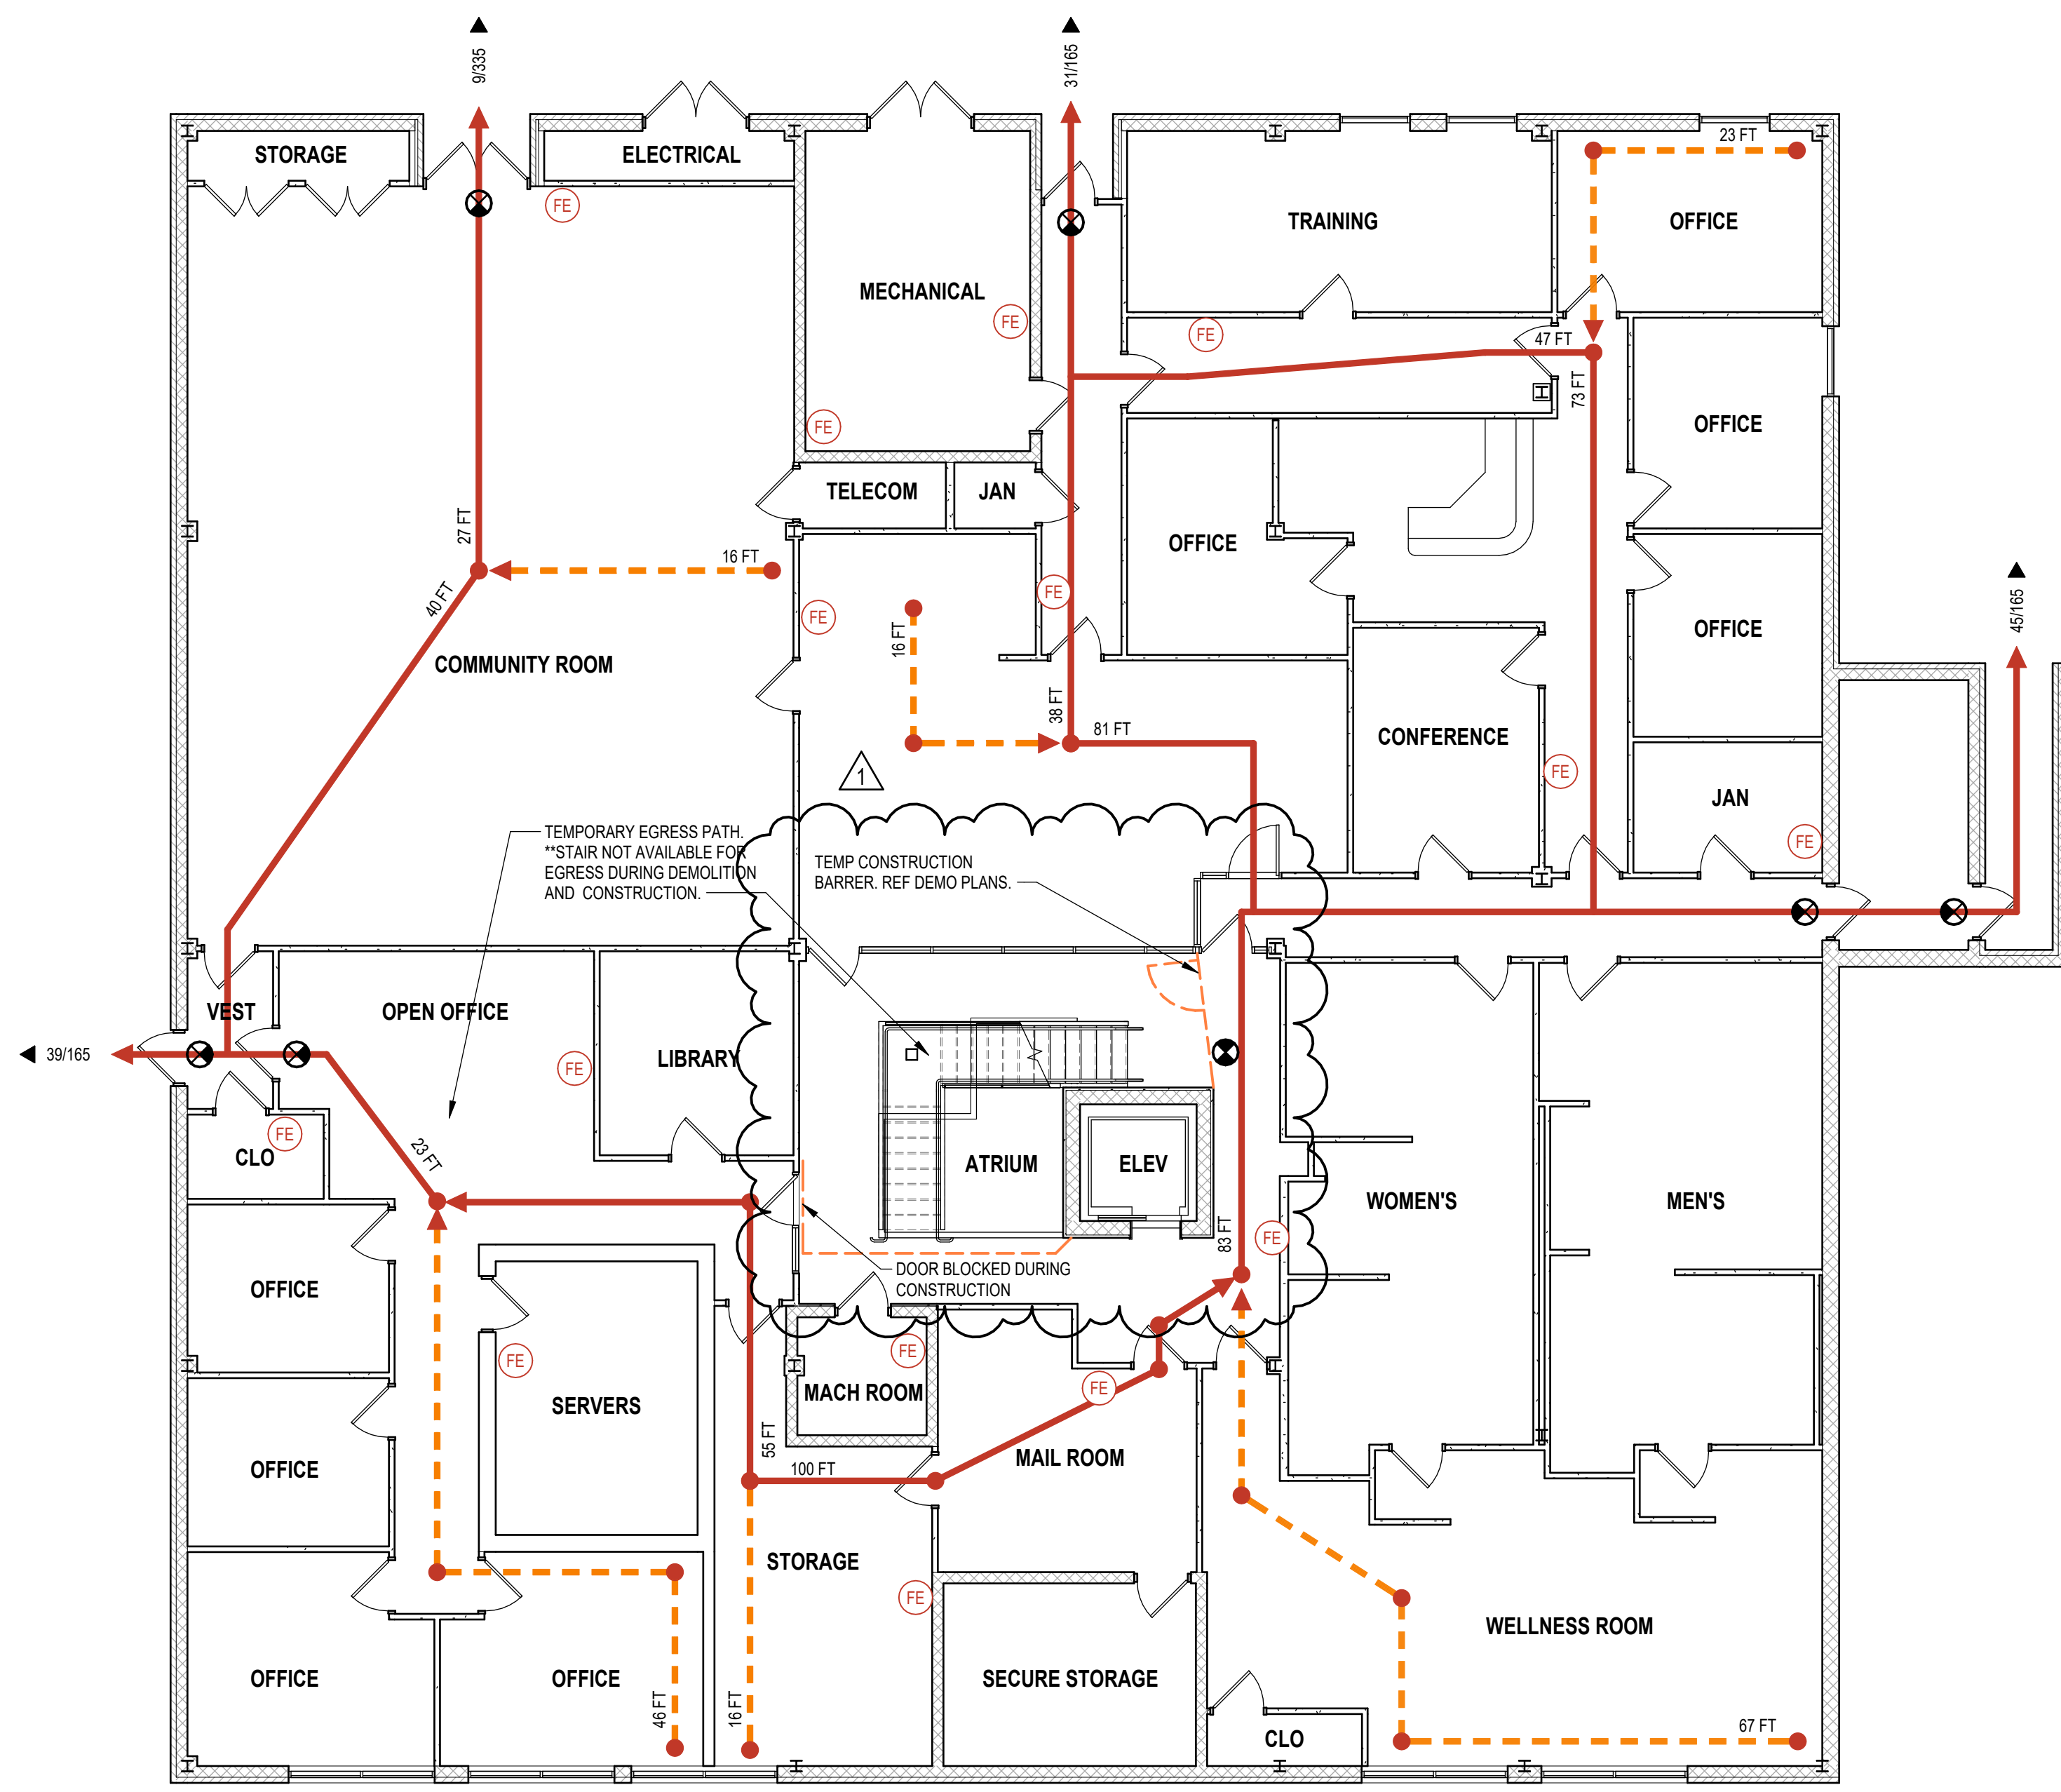 9/335
31/165
STORAGE
ELECTRICAL
23 FT
FE
TRAINING
OFFICE
MECHANICAL
FE
FE
47 FT
73 FT
FE
OFFICE
TELECOM
JAN
27 FT
16 FT
OFFICE
40 FT
FE
FE
16 FT
45/165
OFFICE
COMMUNITY ROOM
38 FT
81 FT
CONFERENCE
1
FE
JAN
TEMPORARY EGRESS PATH.
**STAIR NOT AVAILABLE FOR
EGRESS DURING DEMOLITION
AND CONSTRUCTION.
TEMP CONSTRUCTION
BARRER. REF DEMO PLANS.
FE
VEST
OPEN OFFICE
39/165
LIBRARY
FE
FE
CLO
23 FT
ATRIUM
ELEV
WOMEN'S
MEN'S
83 FT
FE
DOOR BLOCKED DURING
CONSTRUCTION
OFFICE
FE
FE
MACH ROOM
FE
SERVERS
55 FT
MAIL ROOM
100 FT
OFFICE
STORAGE
FE
WELLNESS ROOM
OFFICE
OFFICE
SECURE STORAGE
46 FT
16 FT
CLO
67 FT